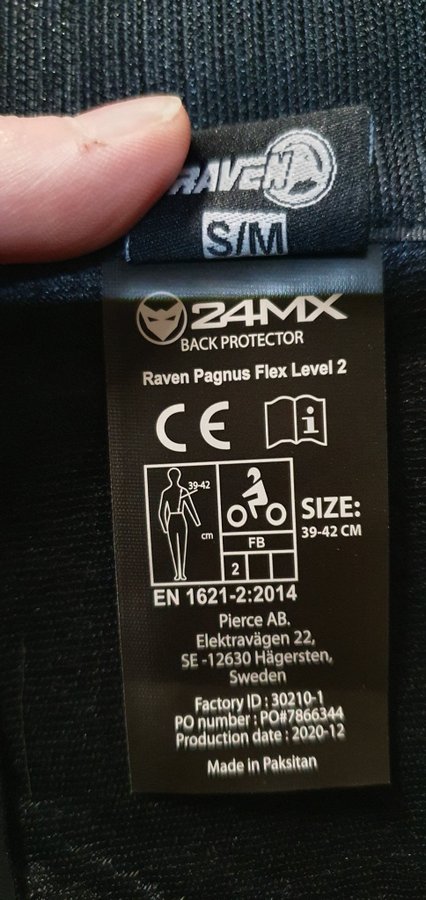 RAVEN
S/M
24MX
BACK PROTECTOR
Raven Pagnus Flex Level 2
CE
i
39-42
cm
FB
2
SIZE:
39-42 CM
EN 1621-2:2014
Pierce AB.
Elektravägen 22,
SE -12630 Hägersten,
Sweden
Factory ID : 30210-1
PO number : PO#7866344
Production date : 2020-12
Made in Paksitan